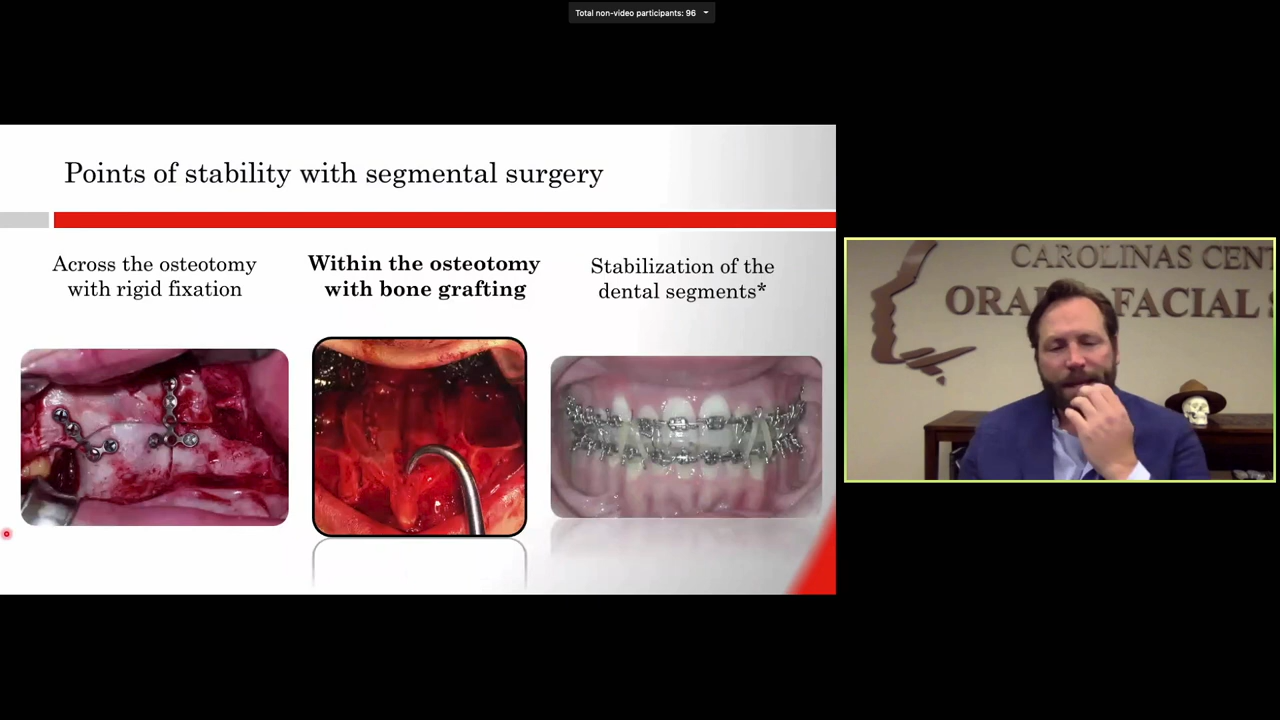 Total non-video participants: 96
Points of stability with segmental surgery
Across the osteotomy
with rigid fixation
Within the osteotomy
with bone grafting
Stabilization of the
dental segments*
CAROLINAS CENT
ORAL FACIAL S